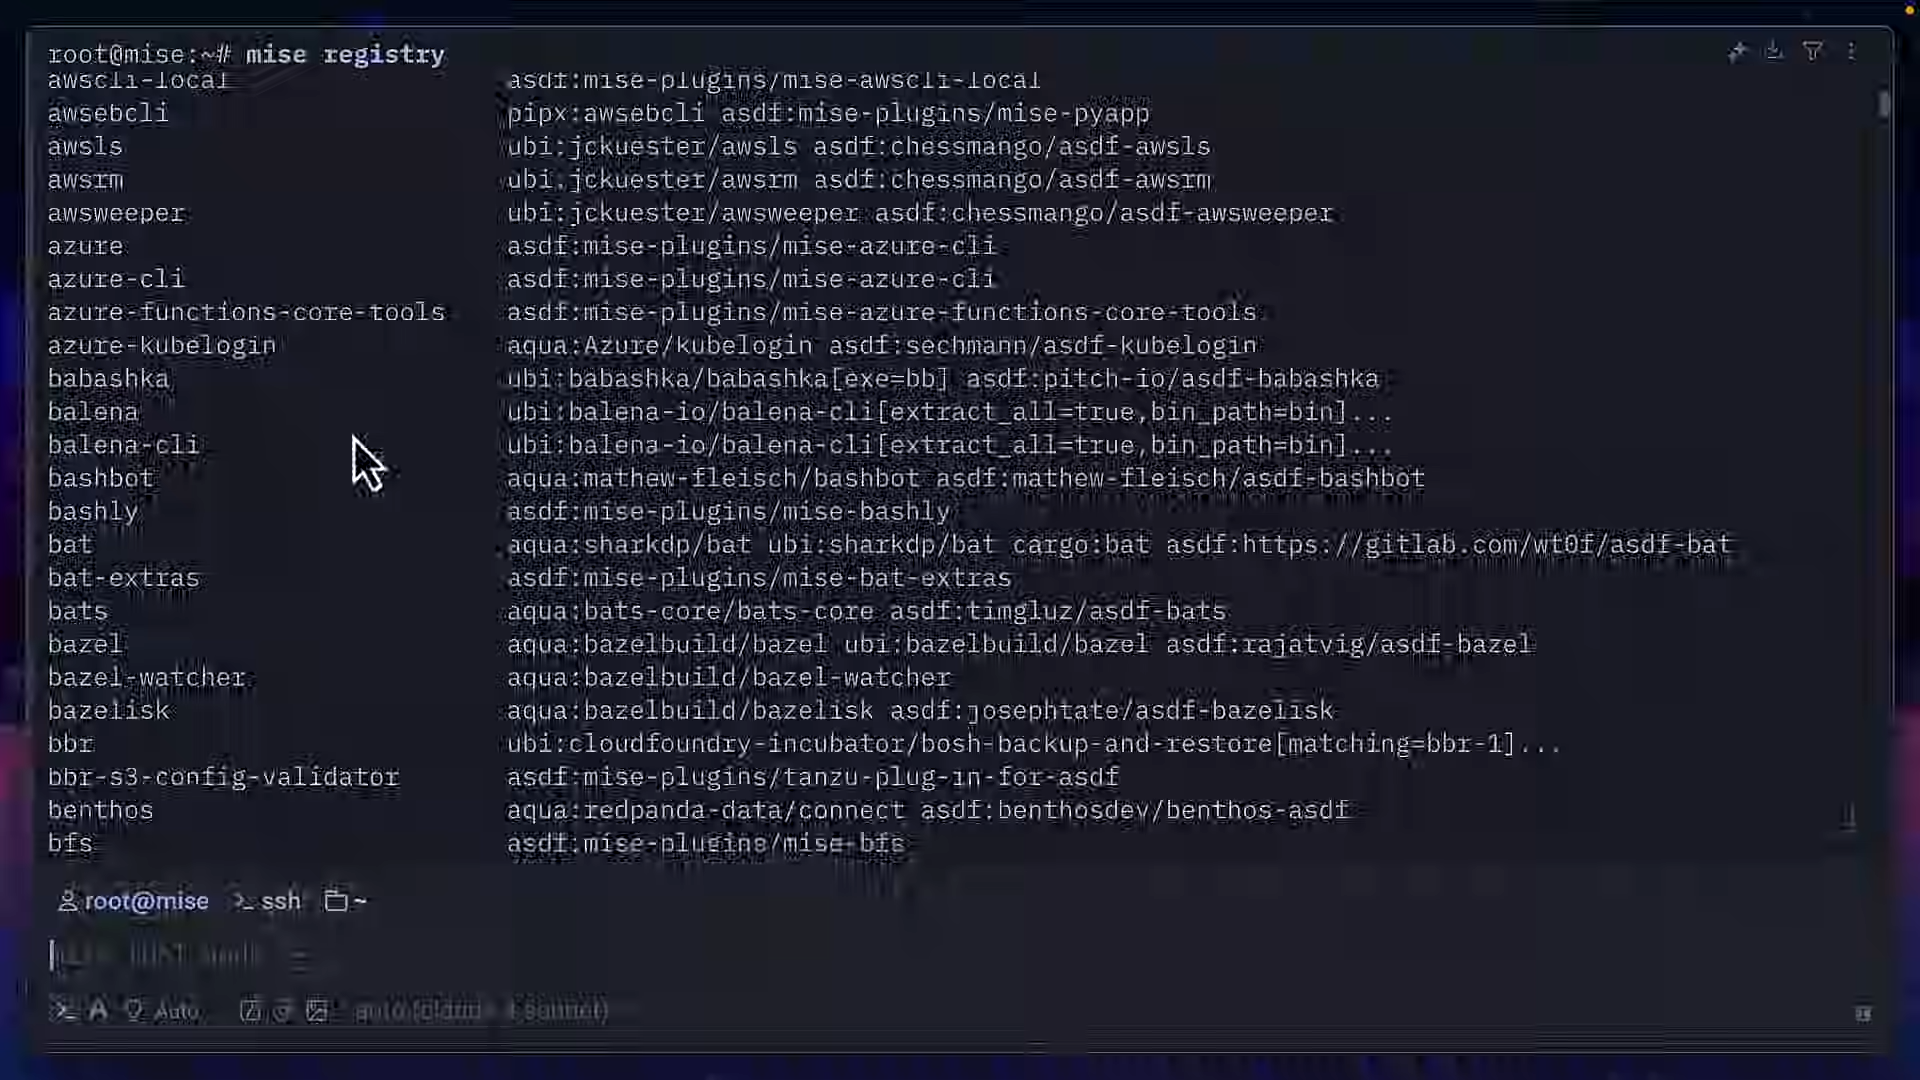 root@mise:~# mise registry
awscli-local asdf:mise-plugins/mise-awscli-local
awsebcli pipx:awsebcli asdf:mise-plugins/mise-pyapp
awsls ubi:jckuester/awsls asdf:chessmango/asdf-awsls
awsrm ubi:jckuester/awsrm asdf:chessmango/asdf-awsrm
awsweeper ubi:jckuester/awsweeper asdf:chessmango/asdf-awsweeper
azure asdf:mise-plugins/mise-azure-cli
azure-cli asdf:mise-plugins/mise-azure-cli
azure-functions-core-tools asdf:mise-plugins/mise-azure-functions-core-tools
azure-kubelogin aqua:Azure/kubelogin asdf:sechmann/asdf-kubelogin
babashka ubi:babashka/babashka[exe=bb] asdf:pitch-io/asdf-babashka
balena ubi:balena-io/balena-cli[extract_all=true,bin_path=bin]...
balena-cli ubi:balena-io/balena-cli[extract_all=true,bin_path=bin]...
bashbot aqua:mathew-fleisch/bashbot asdf:mathew-fleisch/asdf-bashbot
bashly asdf:mise-plugins/mise-bashly
bat aqua:sharkdp/bat ubi:sharkdp/bat cargo:bat asdf:https://gitlab.com/wt0f/asdf-bat
bat-extras asdf:mise-plugins/mise-bat-extras
bats aqua:bats-core/bats-core asdf:timgluz/asdf-bats
bazel aqua:bazelbuild/bazel ubi:bazelbuild/bazel asdf:rajatvig/asdf-bazel
bazel-watcher aqua:bazelbuild/bazel-watcher
bazelisk aqua:bazelbuild/bazelisk asdf:josephtate/asdf-bazelisk
bbr ubi:cloudfoundry-incubator/bosh-backup-and-restore[matching=bbr-1]...
bbr-s3-config-validator asdf:mise-plugins/tanzu-plug-in-for-asdf
benthos aqua:redpanda-data/connect asdf:benthosdev/benthos-asdf
bfs asdf:mise-plugins/mise-bfs
root@mise ssh ~
Auto